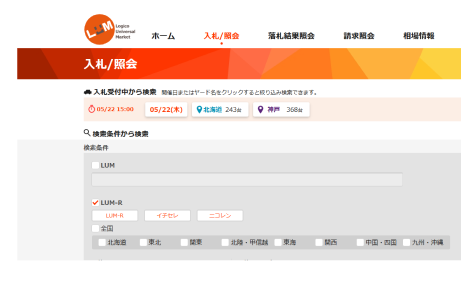 LUM Logico Universal Market
ホーム 入札/照会 落札結果照会 請求照会 相場情報
入札/照会
入札受付中から検索 開催日またはヤード名をクリックすると絞り込み検索できます。
05/22 15:00 05/22(木) 北海道 243台 神戸 368台
検索条件から検索
検索条件
LUM
LUM-R
LUM-R イチセレ ニコレン
全国
北海道 東北 関東 北陸・甲信越 東海 関西 中国・四国 九州・沖縄